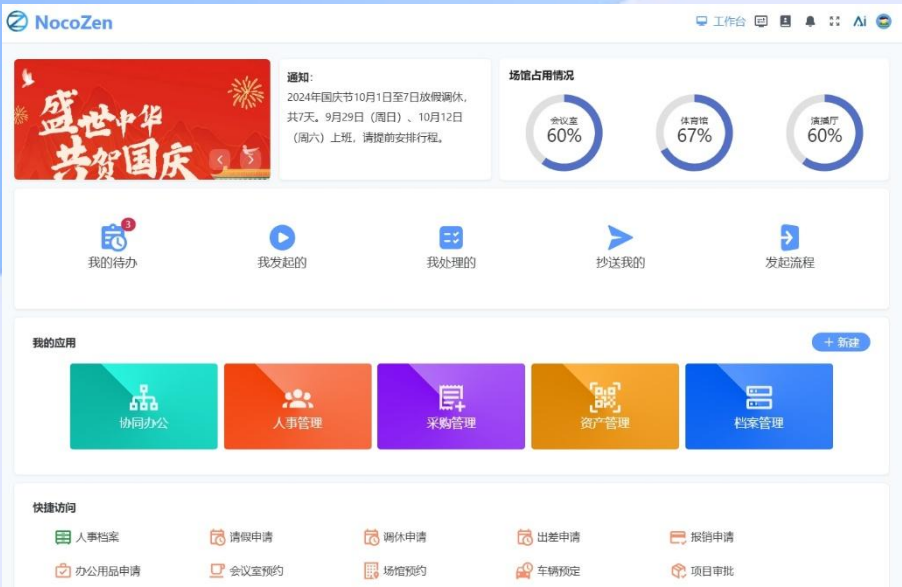 NocoZen
工作台
Ai
盛世中华
共贺国庆
通知:
2024年国庆节10月1日至7日放假调休,
共7天。9月29日（周日）、10月12日
（周六）上班, 请提前安排行程。
场馆占用情况
会议室
60%
体育馆
67%
演播厅
60%
3
我的待办
我发起的
我处理的
抄送我的
发起流程
我的应用
+ 新建
协同办公
人事管理
采购管理
资产管理
档案管理
快捷访问
人事档案
请假申请
调休申请
出差申请
报销申请
办公用品申请
会议室预约
场馆预约
车辆预定
项目审批